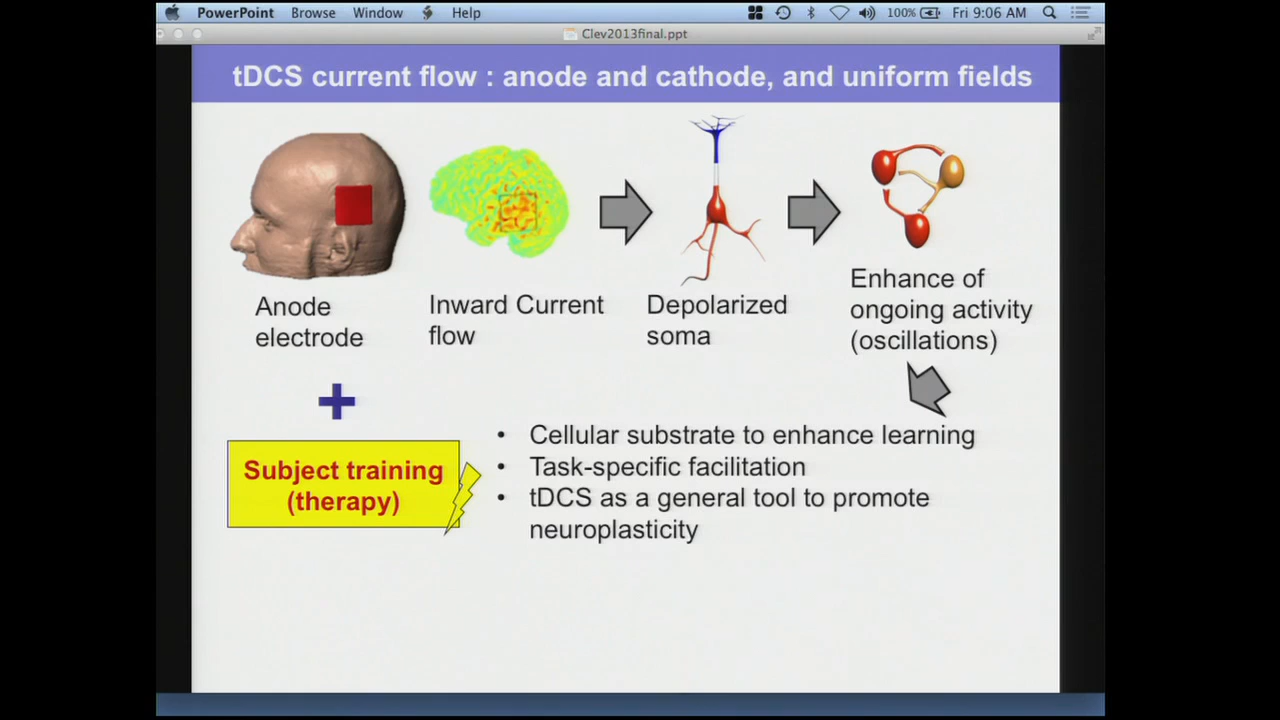 PowerPoint Browse Window Help 100% Fri 9:06 AM
Clev2013final.ppt
tDCS current flow : anode and cathode, and uniform fields
Anode
electrode
Inward Current
flow
Depolarized
soma
Enhance of
ongoing activity
(oscillations)
+
Subject training
(therapy)
• Cellular substrate to enhance learning
• Task-specific facilitation
• tDCS as a general tool to promote
neuroplasticity